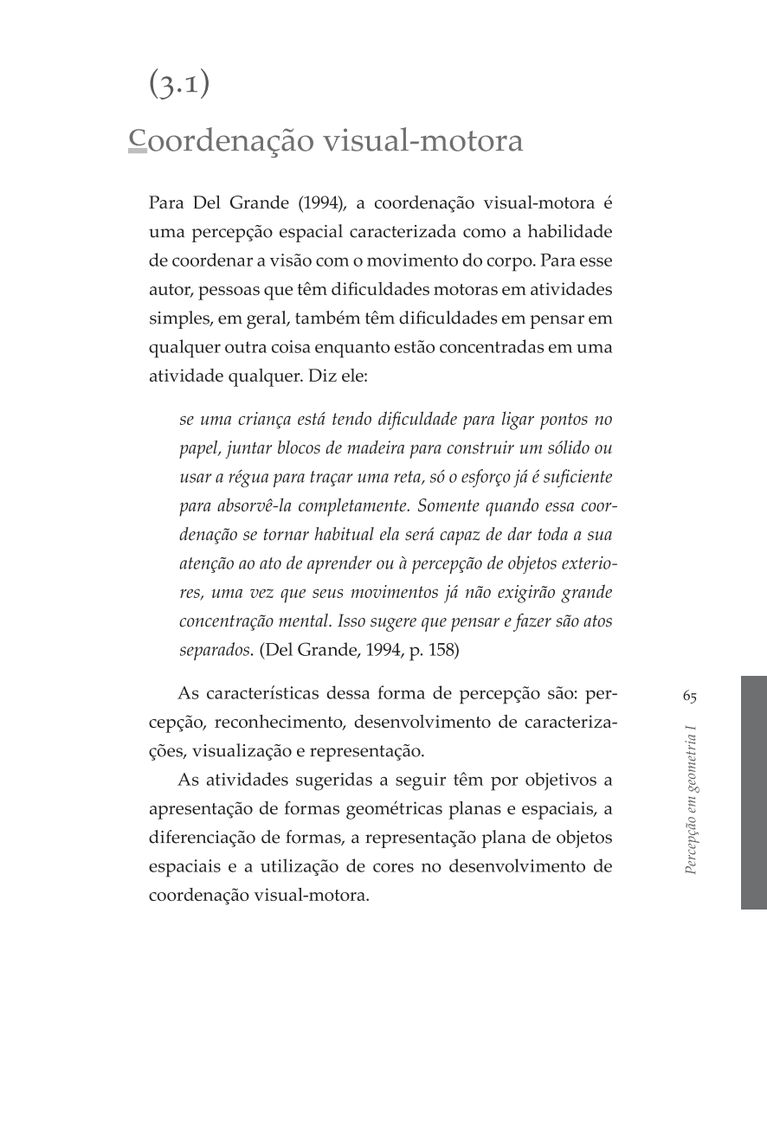 (3.1)
Coordenação visual-motora
Para Del Grande (1994), a coordenação visual-motora é
uma percepção espacial caracterizada como a habilidade
de coordenar a visão com o movimento do corpo. Para esse
autor, pessoas que têm dificuldades motoras em atividades
simples, em geral, também têm dificuldades em pensar em
qualquer outra coisa enquanto estão concentradas em uma
atividade qualquer. Diz ele:
se uma criança está tendo dificuldade para ligar pontos no
papel, juntar blocos de madeira para construir um sólido ou
usar a régua para traçar uma reta, só o esforço já é suficiente
para absorvê-la completamente. Somente quando essa coor-
denação se tornar habitual ela será capaz de dar toda a sua
atenção ao ato de aprender ou à percepção de objetos exterio-
res, uma vez que seus movimentos já não exigirão grande
concentração mental. Isso sugere que pensar e fazer são atos
separados. (Del Grande, 1994, p. 158)
As características dessa forma de percepção são: per-
cepção, reconhecimento, desenvolvimento de caracteriza-
ções, visualização e representação.
As atividades sugeridas a seguir têm por objetivos a
apresentação de formas geométricas planas e espaciais, a
diferenciação de formas, a representação plana de objetos
espaciais e a utilização de cores no desenvolvimento de
coordenação visual-motora.
65
Percepção em geometria I